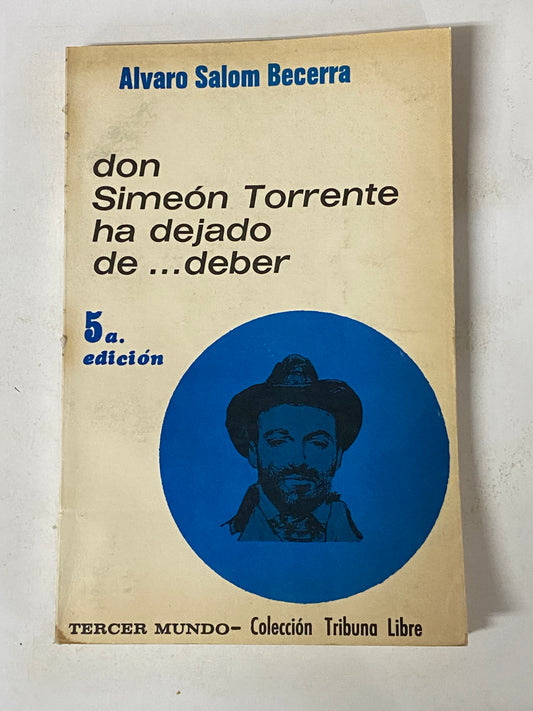 Alvaro Salom Becerra
don
Simeón Torrente
ha dejado
de ...deber
5a.
edición
TERCER MUNDO– Colección Tribuna Libre